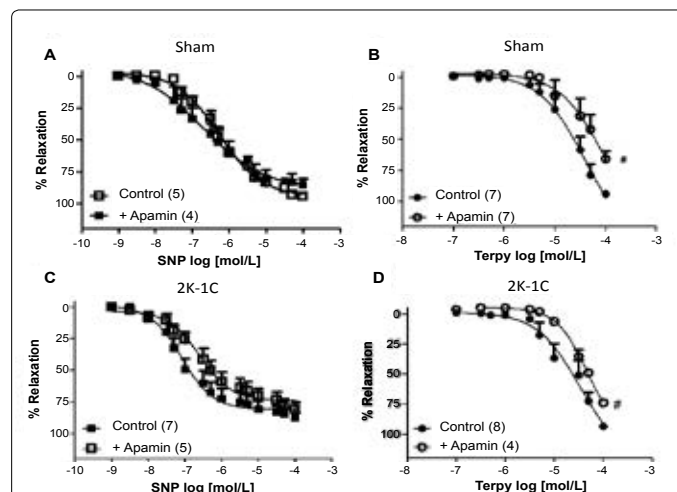 A
Sham
% Relaxation
0
25
50
75
100
Control (5)
+ Apamin (4)
-10 -9 -8 -7 -6 -5 -4 -3
SNP log [mol/L]
B
Sham
% Relaxation
0
25
50
75
100
#
Control (7)
+ Apamin (7)
-8 -7 -6 -5 -4 -3
Terpy log [mol/L]
C
2K-1C
% Relaxation
0
25
50
75
100
Control (7)
+ Apamin (5)
-10 -9 -8 -7 -6 -5 -4 -3
SNP log [mol/L]
D
2K-1C
% Relaxation
0
25
50
75
100
#
Control (8)
+ Apamin (4)
-8 -7 -6 -5 -4 -3
Terpy log [mol/L]